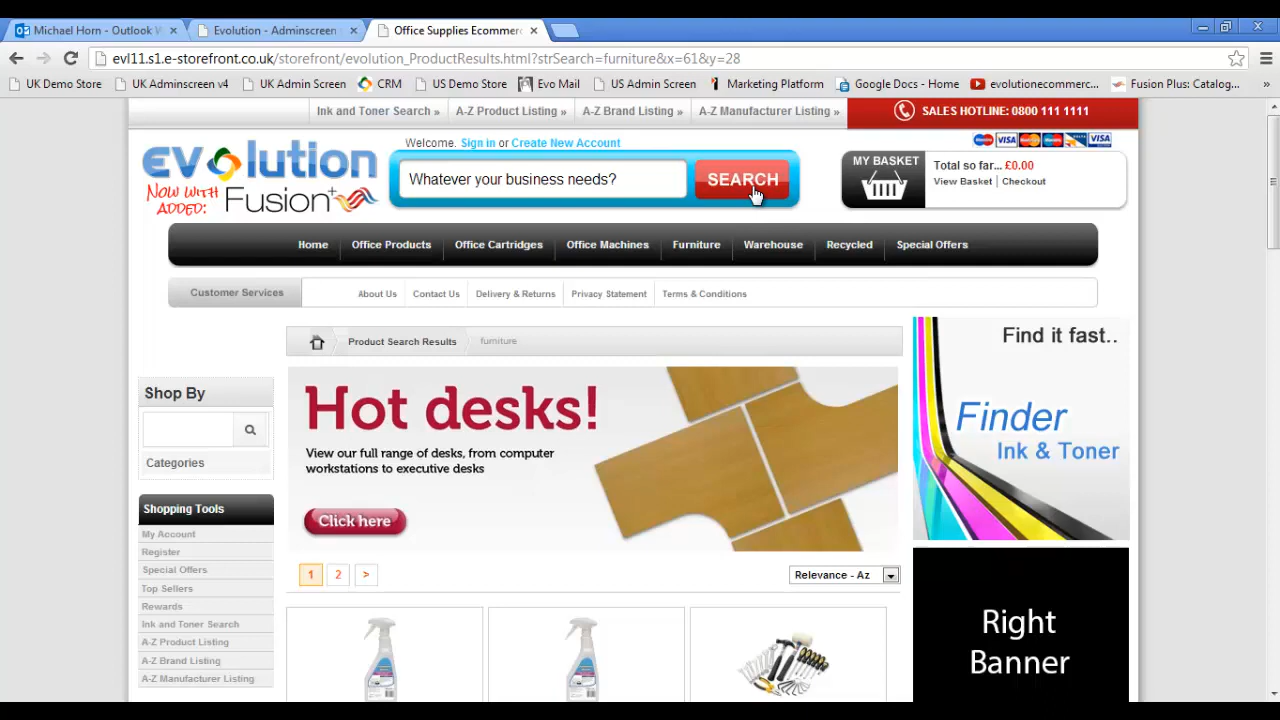 Michael Horn - Outlook W
Evolution - Adminscreen
Office Supplies Ecommer
evl11.s1.e-storefront.co.uk/storefront/evolution_ProductResults.html?strSearch=furniture&x=61&y=28
UK Demo Store
UK Adminscreen v4
UK Admin Screen
CRM
US Demo Store
Evo Mail
US Admin Screen
Marketing Platform
Google Docs - Home
evolutionecommerc...
Fusion Plus: Catalog...
Ink and Toner Search »
A-Z Product Listing »
A-Z Brand Listing »
A-Z Manufacturer Listing »
SALES HOTLINE: 0800 111 1111
Welcome. Sign in or Create New Account
EVolution
NOW WITH
ADDED:
Fusion+
Whatever your business needs?
SEARCH
VISA
VISA
MY BASKET
Total so far... £0.00
View Basket | Checkout
Home
Office Products
Office Cartridges
Office Machines
Furniture
Warehouse
Recycled
Special Offers
Customer Services
About Us
Contact Us
Delivery & Returns
Privacy Statement
Terms & Conditions
Product Search Results
furniture
Shop By
Categories
Shopping Tools
My Account
Register
Special Offers
Top Sellers
Rewards
Ink and Toner Search
A-Z Product Listing
A-Z Brand Listing
A-Z Manufacturer Listing
Hot desks!
View our full range of desks, from computer
workstations to executive desks
Click here
1
2
>
Relevance - Az
Find it fast..
Finder
Ink & Toner
Right
Banner